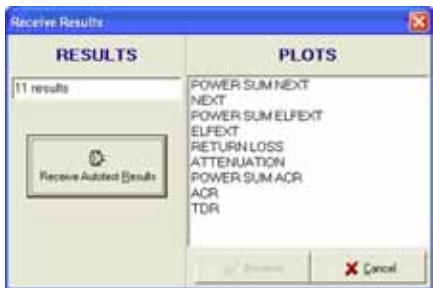 Receive Results
RESULTS
11 results
Receive Autotest Results
PLOTS
POWER SUM NEXT
NEXT
POWER SUM ELFEXT
ELFEXT
RETURN LOSS
ATTENUATION
POWER SUM ACR
ACR
TDR
Cancel